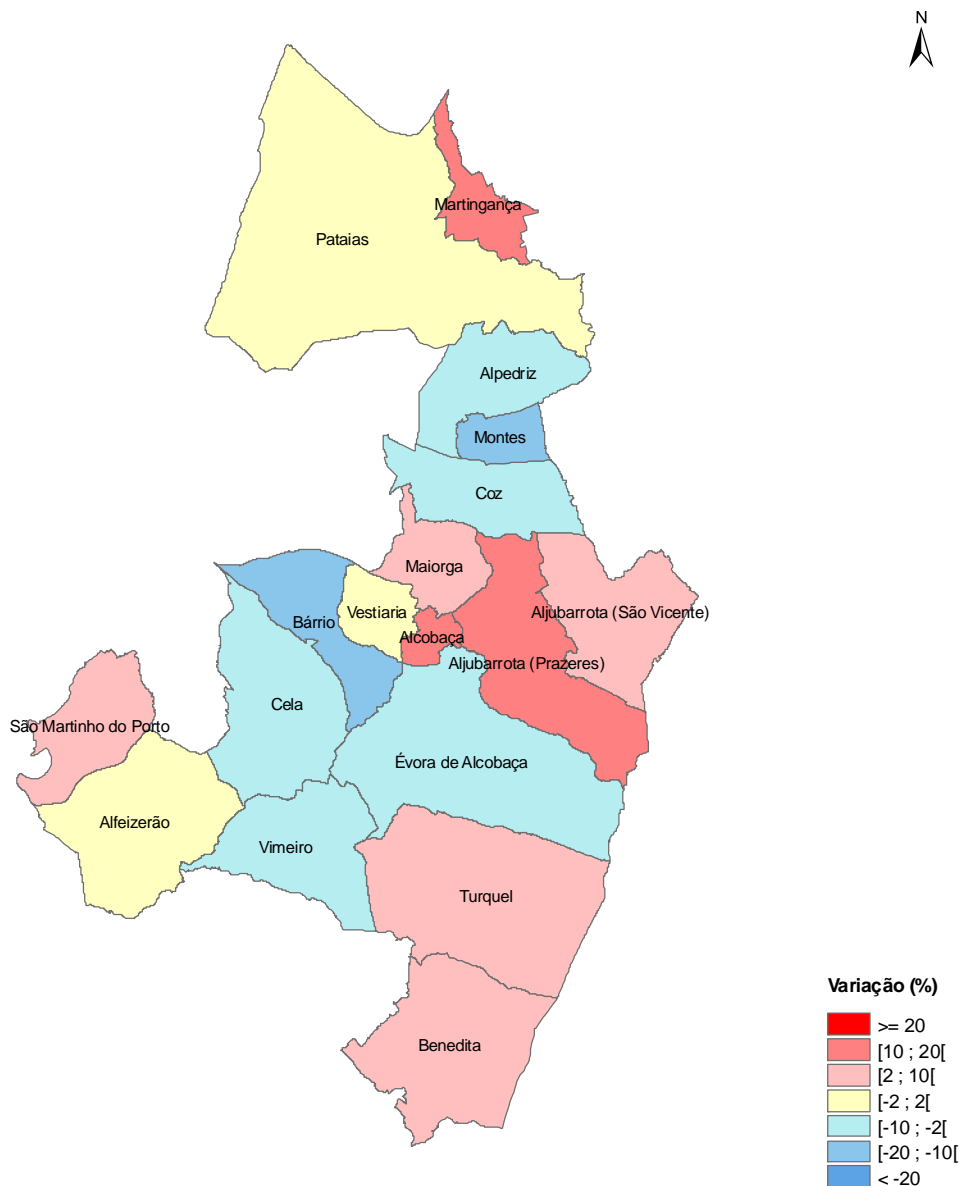 N
Martingança
Pataias
Alpedriz
Montes
Coz
Maiorga
Aljubarrota (São Vicente)
Vestiaria
Bárrio
Alcobaça
Aljubarrota (Prazeres)
Cela
São Martinho do Porto
Évora de Alcobaça
Alfeizerão
Vimeiro
Turquel
Benedita
Variação (%)
>= 20
[10 ; 20[
[2 ; 10[
[-2 ; 2[
[-10 ; -2[
[-20 ; -10[
< -20